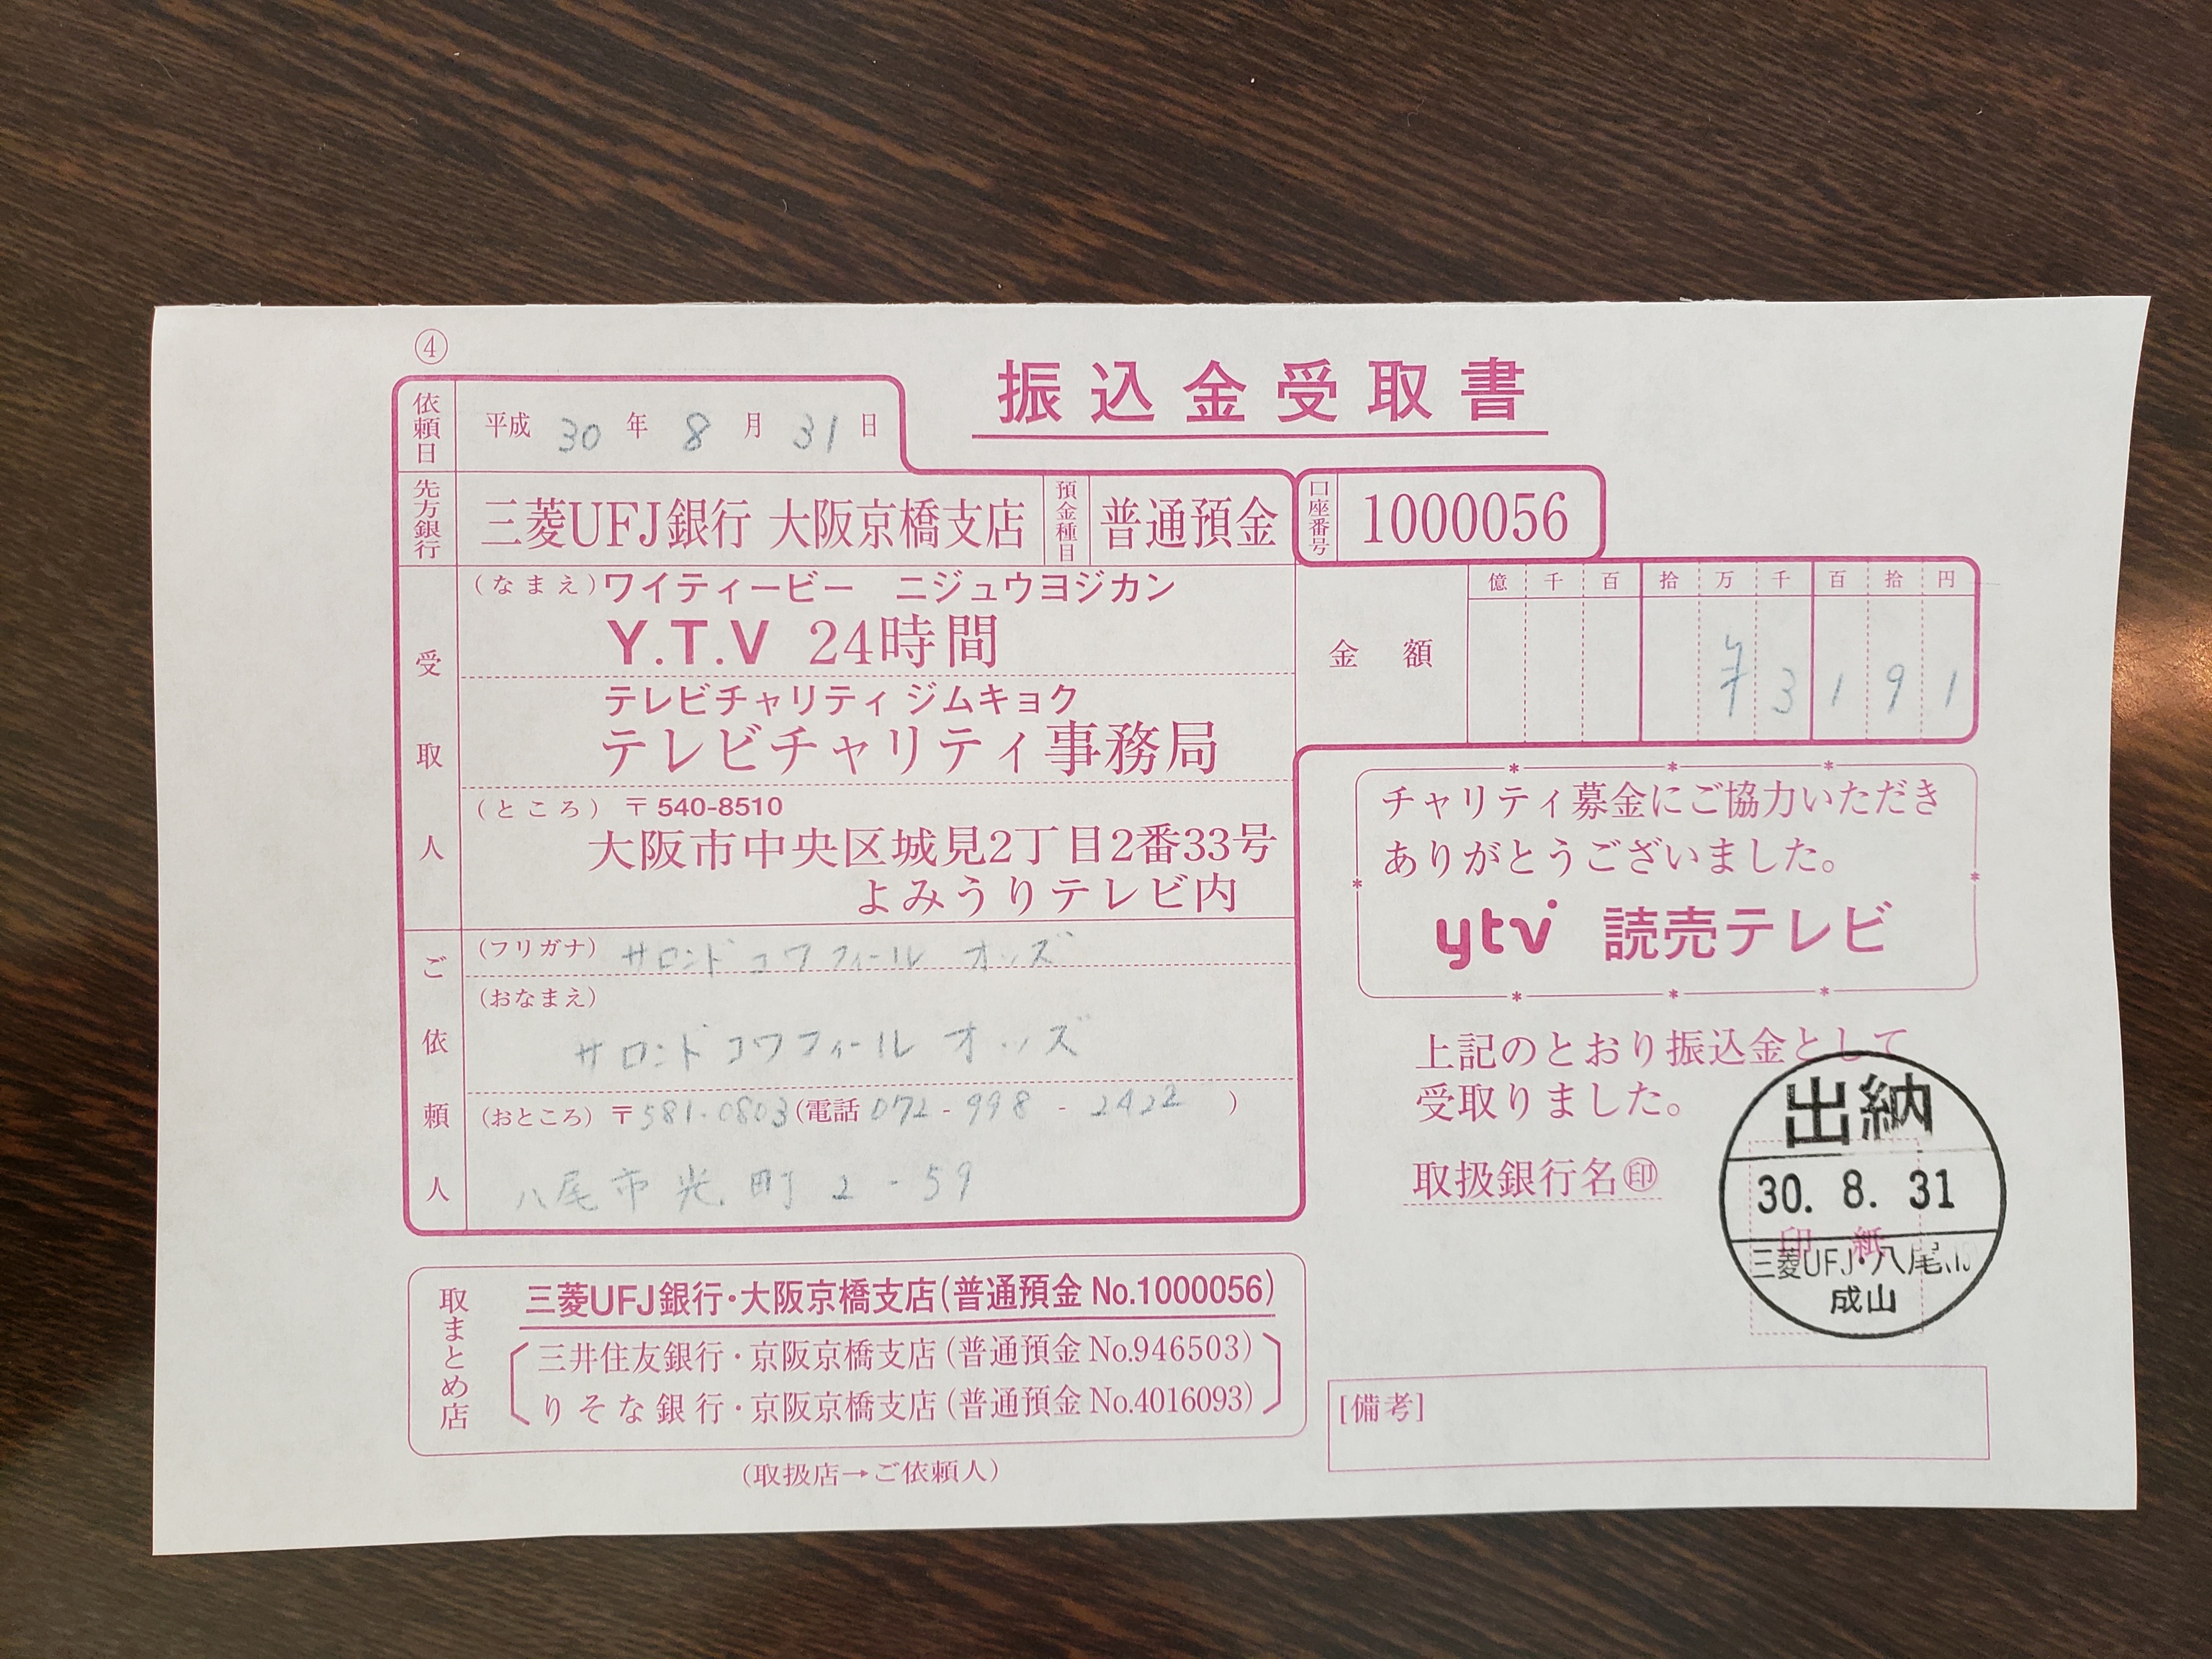 ④
振込金受取書
依頼日 平成 30 年 8 月 31 日
先方銀行 三菱UFJ銀行 大阪京橋支店 預金種目 普通預金 口座番号 1000056
受取人
(なまえ) ワイティービー ニジュウヨジカン
Y.T.V 24時間
テレビチャリティ ジムキョク
テレビチャリティ事務局
(ところ) 〒540-8510
大阪市中央区城見2丁目2番33号
よみうりテレビ内
金額 億 千 百 拾 万 千 百 拾 円
¥3191
チャリティ募金にご協力いただき
ありがとうございました。
ytv 読売テレビ
ご依頼人
(フリガナ) サロンド コワフィール オッズ
(おなまえ)
サロンド コワフィール オッズ
(おところ) 〒581-0803 (電話 072-998-2422)
八尾市光町2-59
上記のとおり振込金として
受取りました。
取扱銀行名㊞
印紙
出納
30. 8. 31
三菱UFJ・八尾
成山
取まとめ店
三菱UFJ銀行・大阪京橋支店(普通預金 No.1000056)
三井住友銀行・京阪京橋支店(普通預金 No.946503)
りそな銀行・京阪京橋支店(普通預金 No.4016093)
(取扱店→ご依頼人)
[備考]